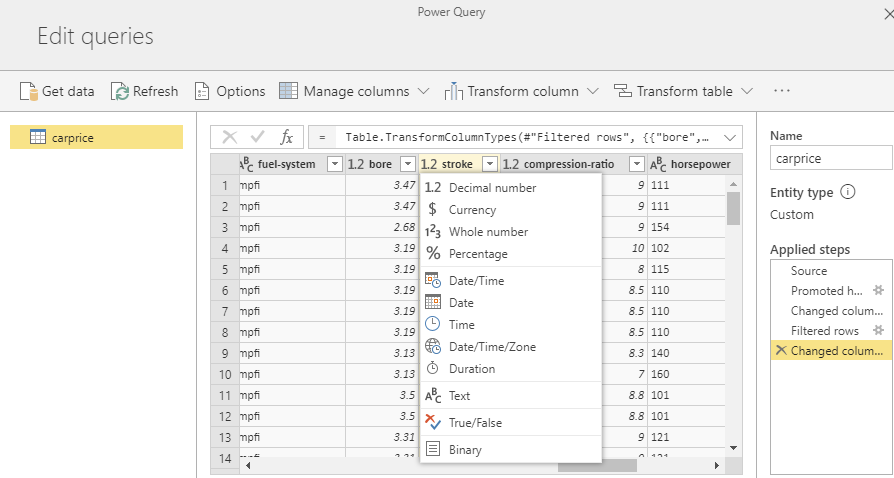 Power Query
Edit queries
Get data Refresh Options Manage columns Transform column Transform table ...
carprice
fx = Table.TransformColumnTypes(#"Filtered rows", {{"bore",...
ABC fuel-system 1.2 bore 1.2 stroke 1.2 compression-ratio ABC horsepower
1 mpfi 3.47 9 111
2 mpfi 3.47 9 111
3 mpfi 2.68 9 154
4 mpfi 3.19 10 102
5 mpfi 3.19 8 115
6 mpfi 3.19 8.5 110
7 mpfi 3.19 8.5 110
8 mpfi 3.19 8.5 110
9 mpfi 3.13 8.3 140
10 mpfi 3.13 7 160
11 mpfi 3.5 8.8 101
12 mpfi 3.5 8.8 101
13 mpfi 3.31 9 121
14 mpfi 3.31 9 121
1.2 Decimal number
$ Currency
123 Whole number
% Percentage
Date/Time
Date
Time
Date/Time/Zone
Duration
ABC Text
True/False
Binary
Name
carprice
Entity type
Custom
Applied steps
Source
Promoted h...
Changed colum...
Filtered rows
Changed colum...